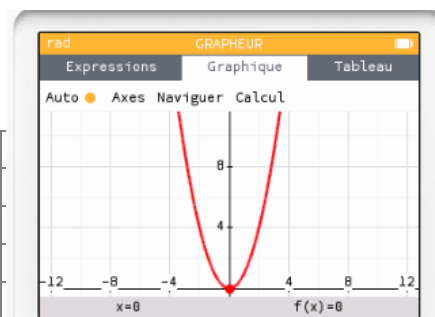 rad GRAPHEUR
Expressions Graphique Tableau
Auto Axes Naviguer Calcul
8
4
-12 -8 -4 4 8 12
x=0 f(x)=0